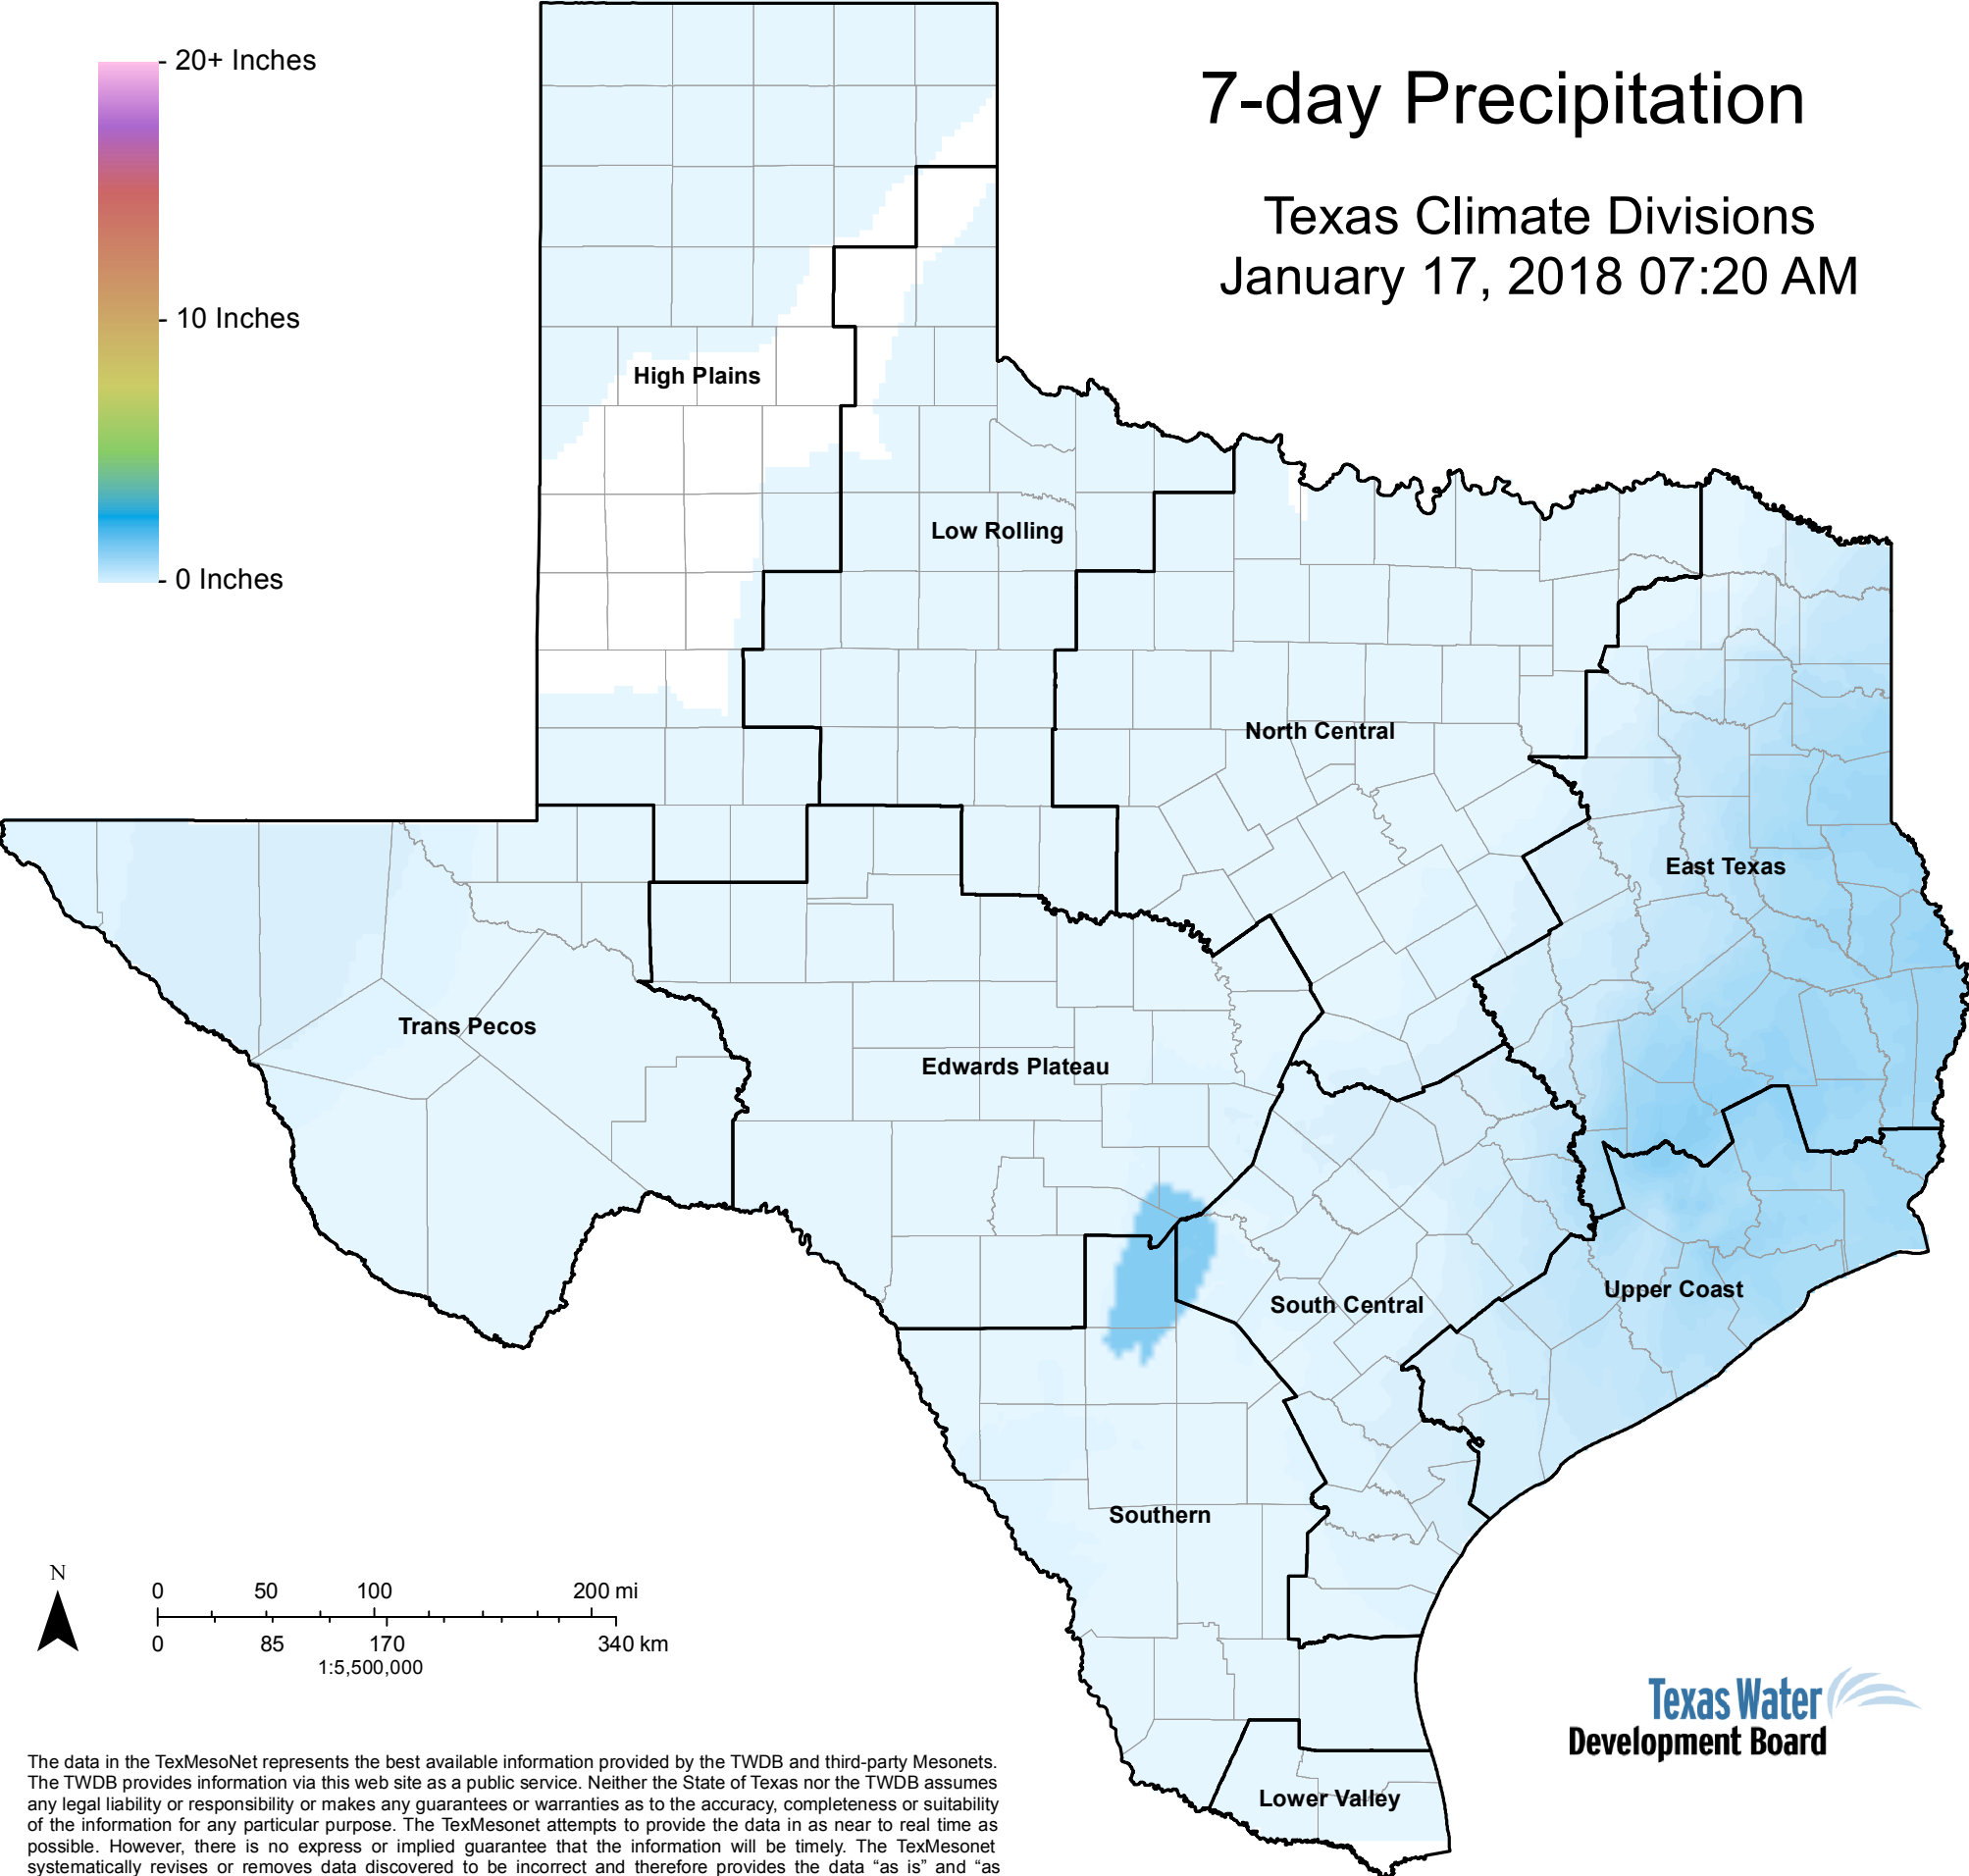 20+ Inches
10 Inches
0 Inches
7-day Precipitation
Texas Climate Divisions
January 17, 2018 07:20 AM
High Plains
Low Rolling
North Central
East Texas
Trans Pecos
Edwards Plateau
Upper Coast
South Central
Southern
Lower Valley
N
0 50 100 200 mi
0 85 170 340 km
1:5,500,000
Texas Water
Development Board
The data in the TexMesoNet represents the best available information provided by the TWDB and third-party Mesonets.
The TWDB provides information via this web site as a public service. Neither the State of Texas nor the TWDB assumes
any legal liability or responsibility or makes any guarantees or warranties as to the accuracy, completeness or suitability
of the information for any particular purpose. The TexMesonet attempts to provide the data in as near to real time as
possible. However, there is no express or implied guarantee that the information will be timely. The TexMesonet
systematically revises or removes data discovered to be incorrect and therefore provides the data “as is” and “as